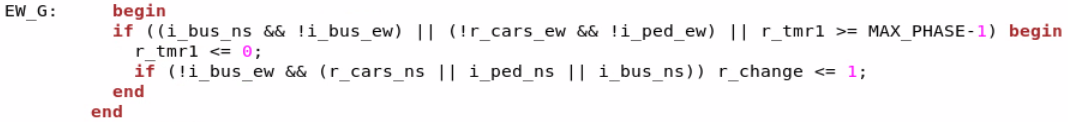 EW_G:     begin
          if ((i_bus_ns && !i_bus_ew) || (!r_cars_ew && !i_ped_ew) || r_tmr1 >= MAX_PHASE-1) begin
            r_tmr1 <= 0;
            if (!i_bus_ew && (r_cars_ns || i_ped_ns || i_bus_ns)) r_change <= 1;
          end
        end